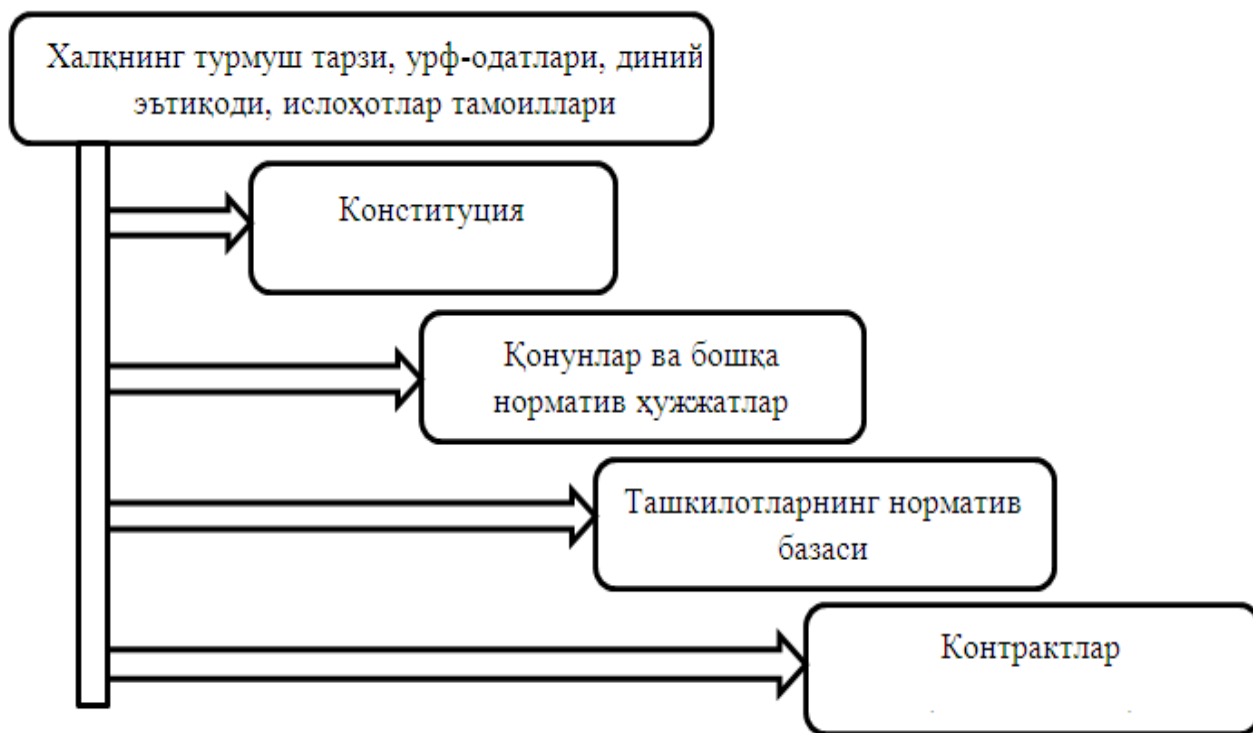 Халқнинг турмуш тарзи, урф-одатлари, диний
эътиқоди, ислоҳотлар тамоиллари
Конституция
Қонунлар ва бошқа
норматив ҳужжатлар
Ташкилотларнинг норматив
базаси
Контрактлар